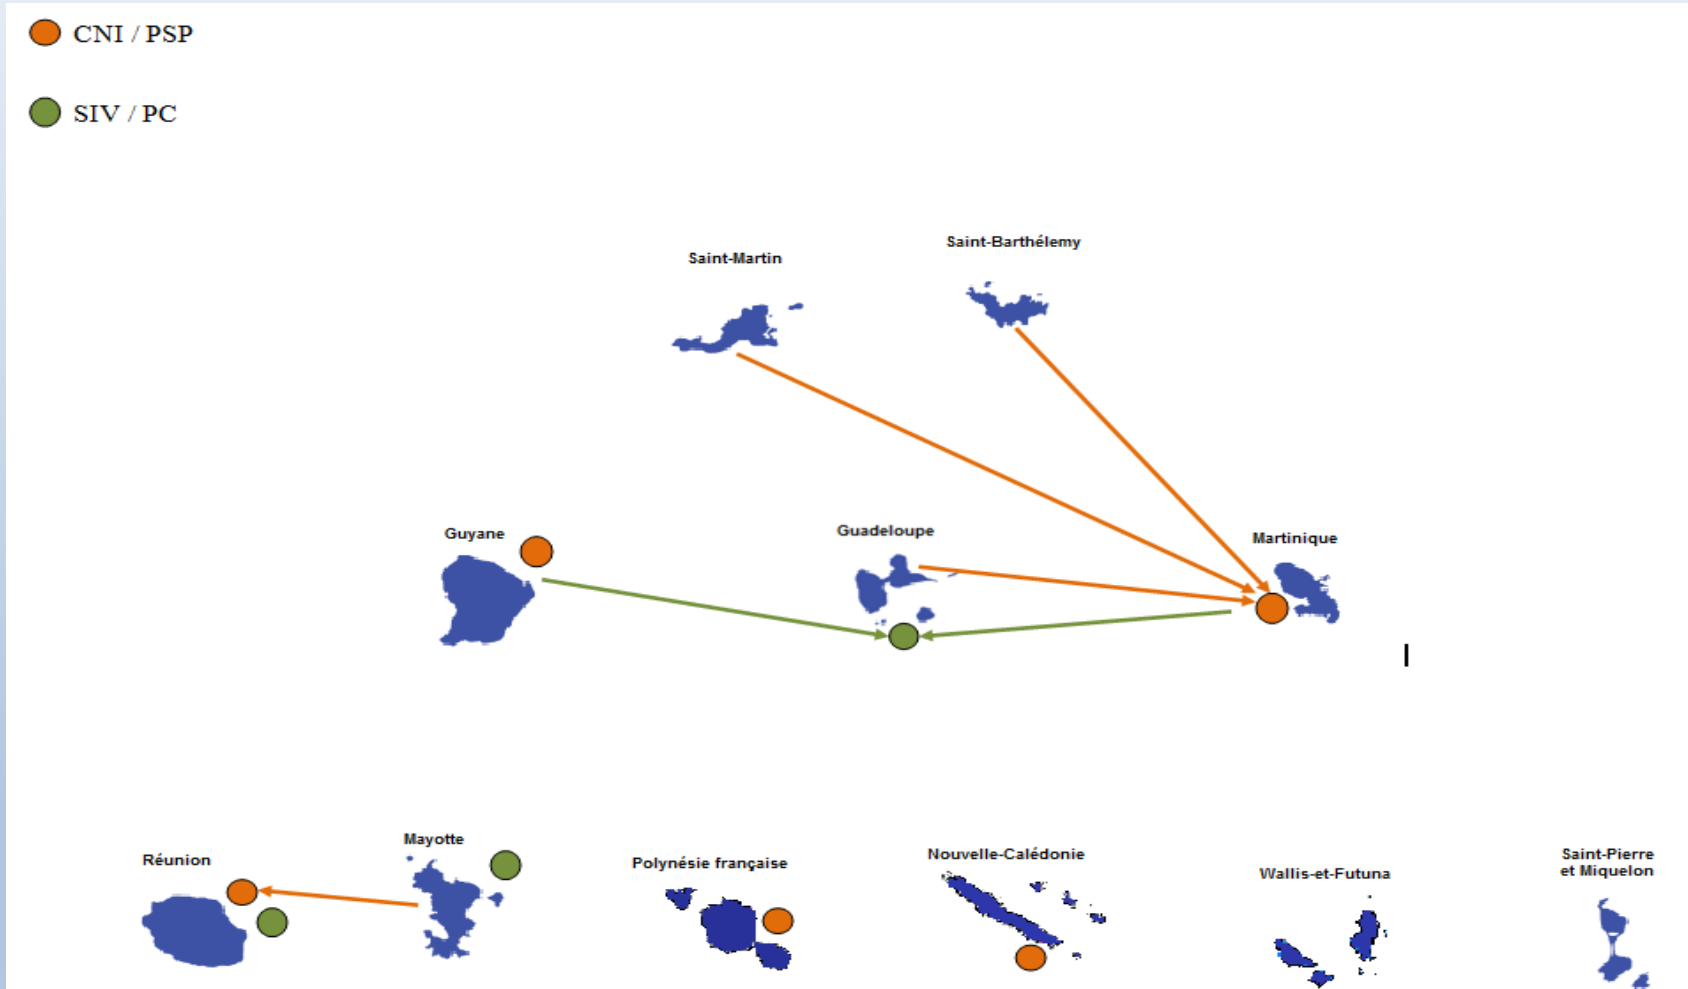 CNI / PSP
SIV / PC
Saint-Barthélemy
Saint-Martin
Guyane
Guadeloupe
Martinique
Mayotte
Réunion
Polynésie française
Nouvelle-Calédonie
Wallis-et-Futuna
Saint-Pierre
et Miquelon